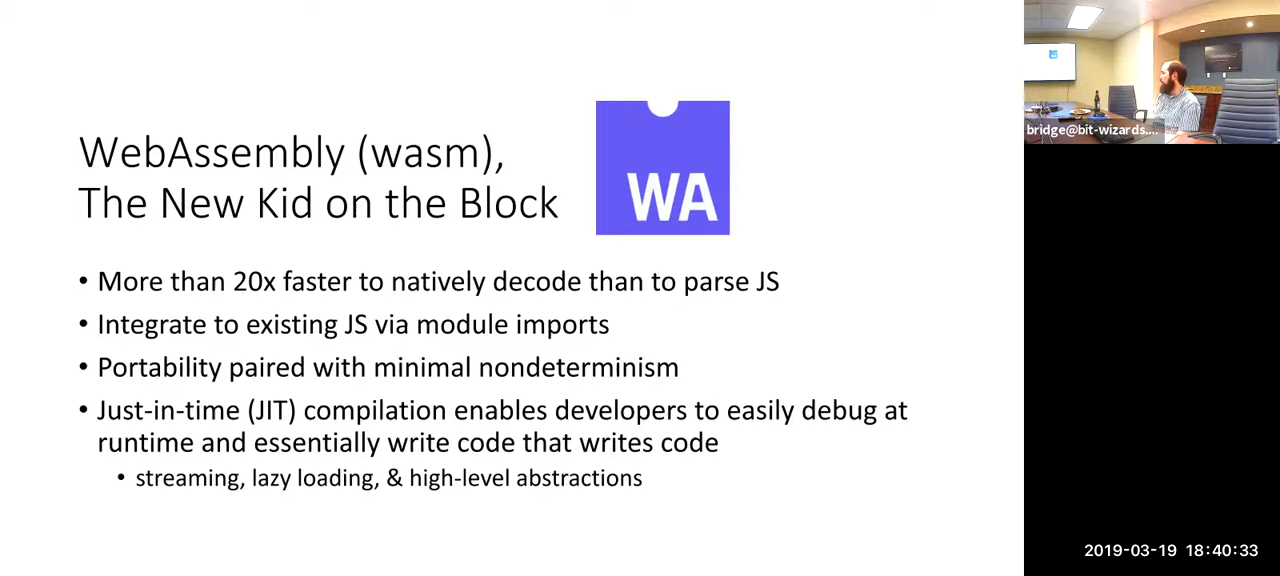 WebAssembly (wasm),
The New Kid on the Block
WA
• More than 20x faster to natively decode than to parse JS
• Integrate to existing JS via module imports
• Portability paired with minimal nondeterminism
• Just-in-time (JIT) compilation enables developers to easily debug at
runtime and essentially write code that writes code
• streaming, lazy loading, & high-level abstractions
bridge@bit-wizards....
2019-03-19 18:40:33